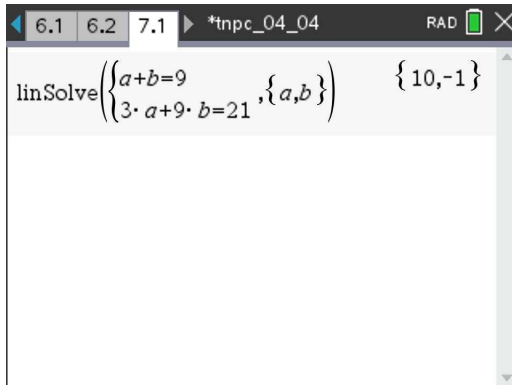 6.1 6.2 7.1 *tnpc_04_04 RAD
linSolve({a+b=9
3·a+9·b=21 ,{a,b}) {10,-1}